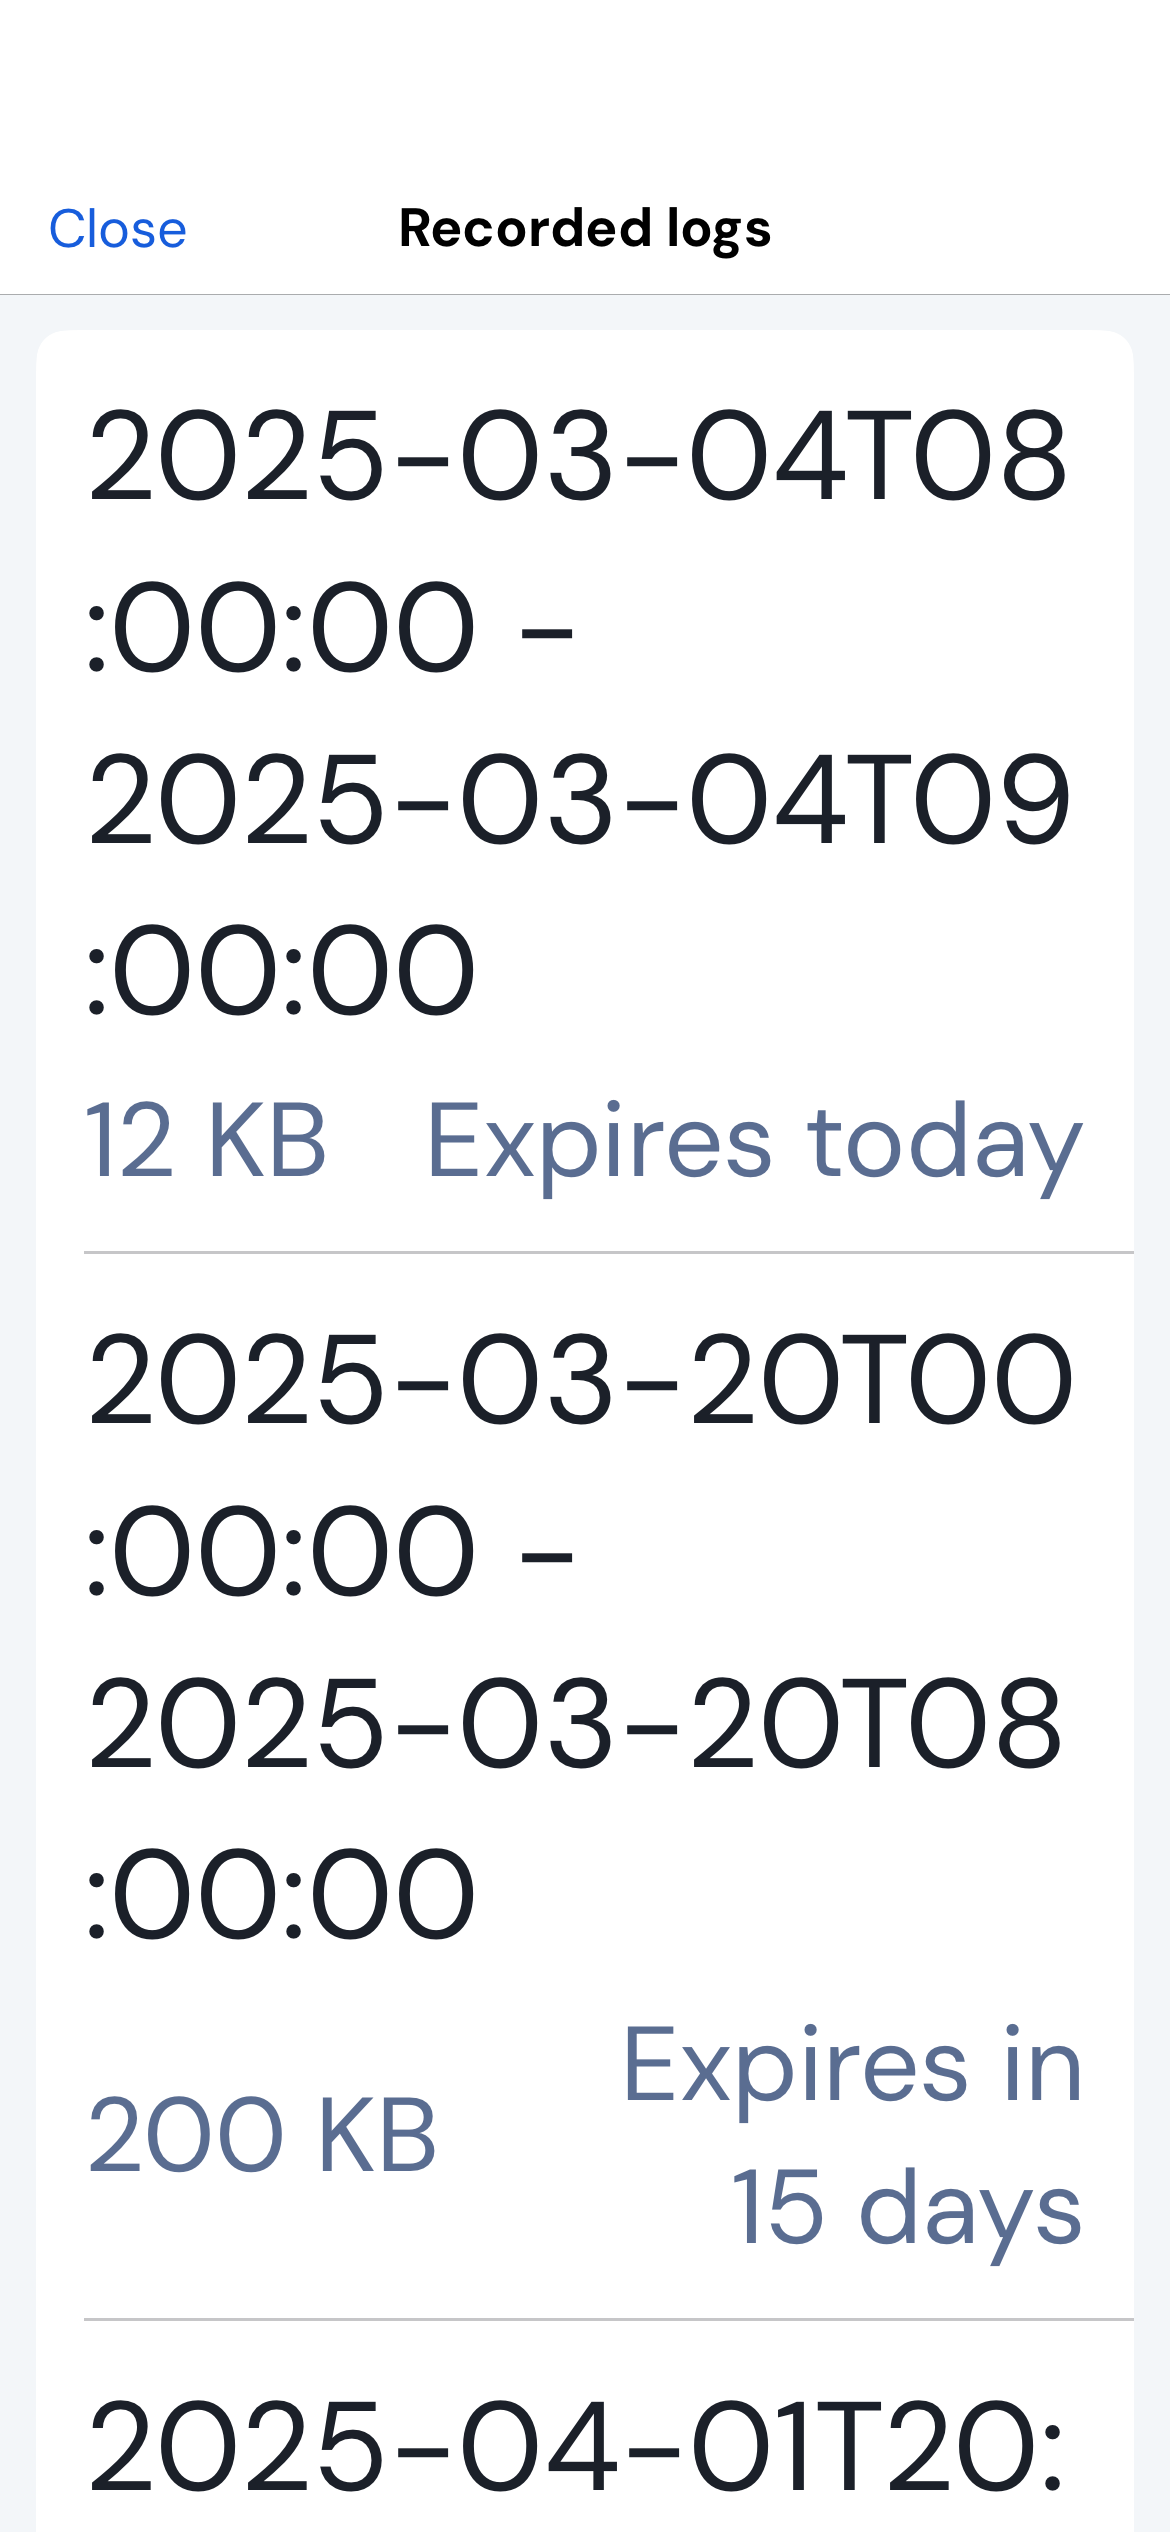 Close
Recorded logs
2025-03-04T08
:00:00 -
2025-03-04T09
:00:00
12 KB
Expires today
2025-03-20T00
:00:00 -
2025-03-20T08
:00:00
200 KB
Expires in
15 days
2025-04-01T20: